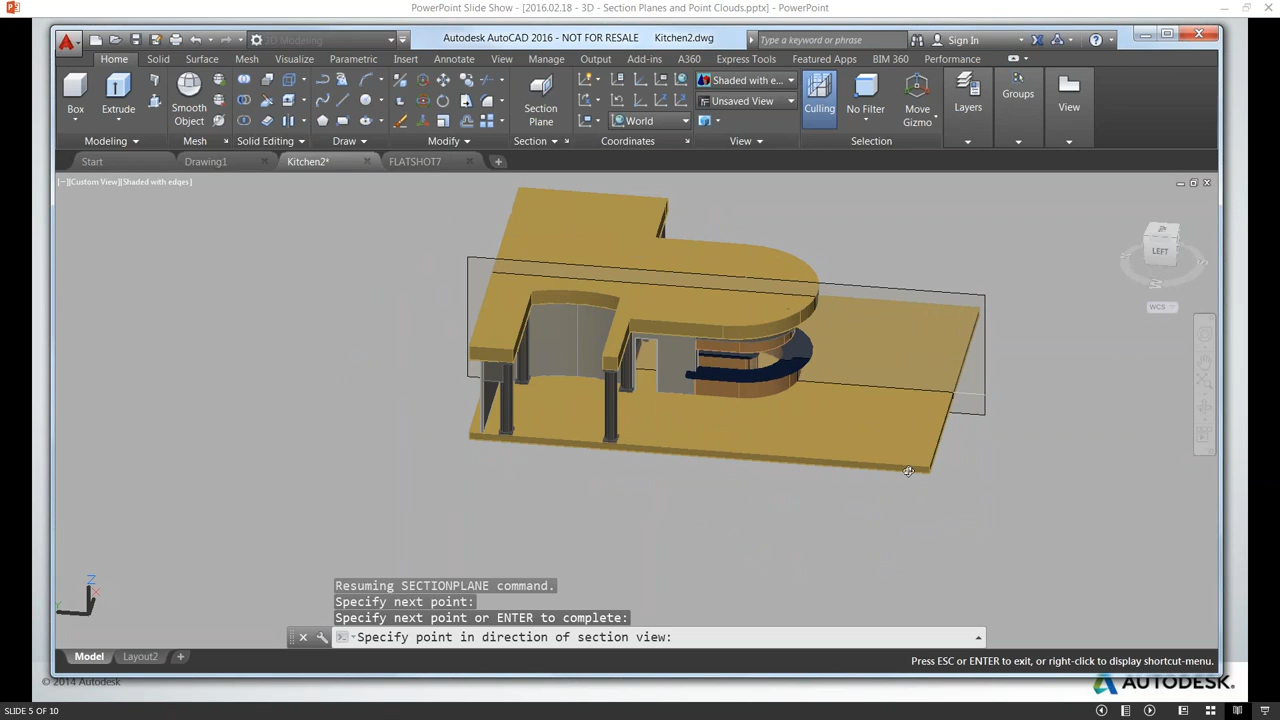 PowerPoint Slide Show - [2016.02.18 - 3D - Section Planes and Point Clouds.pptx] - PowerPoint
3D Modeling
Autodesk AutoCAD 2016 - NOT FOR RESALE Kitchen2.dwg
Type a keyword or phrase
Sign In
Home Solid Surface Mesh Visualize Parametric Insert Annotate View Manage Output Add-ins A360 Express Tools Featured Apps BIM 360 Performance
Box
Extrude
Smooth
Object
Section
Plane
World
Shaded with e...
Unsaved View
Culling
No Filter
Move
Gizmo
Layers
Groups
View
Modeling Mesh Solid Editing Draw Modify Section Coordinates View Selection
Start Drawing1 Kitchen2* FLATSHOT7
[−][Custom View][Shaded with edges]
LEFT
WCS
Z
X
Y
Resuming SECTIONPLANE command.
Specify next point:
Specify next point or ENTER to complete:
Specify point in direction of section view:
Model Layout2
Press ESC or ENTER to exit, or right-click to display shortcut-menu.
© 2014 Autodesk
AUTODESK.
SLIDE 5 OF 10